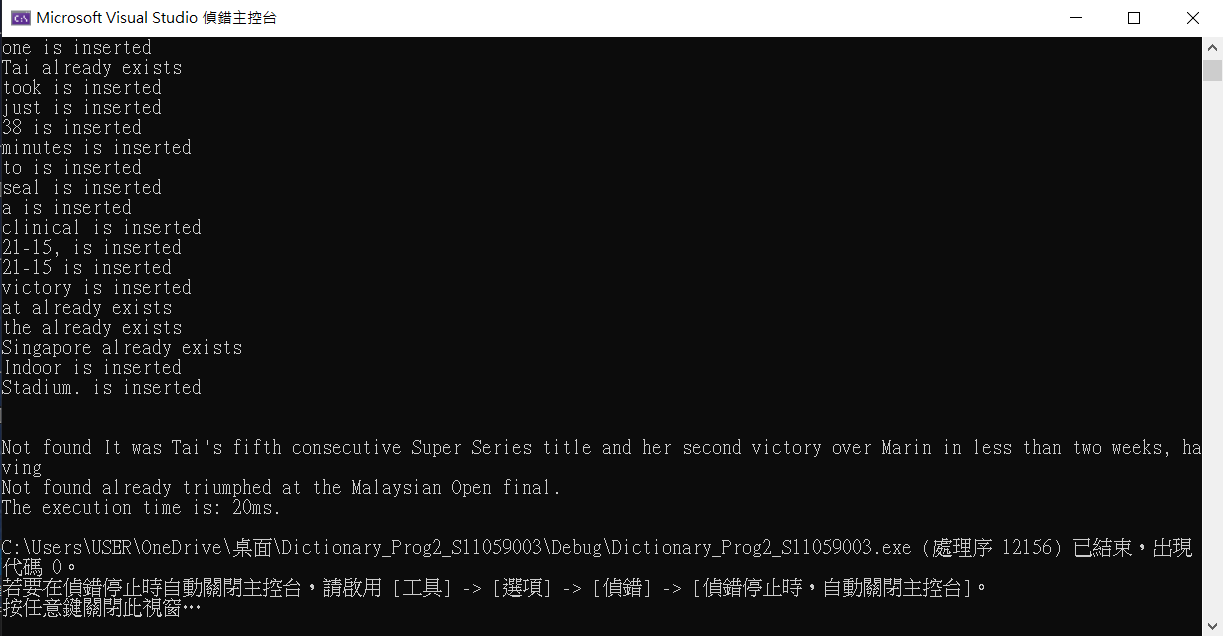 Microsoft Visual Studio 偵錯主控台
one is inserted
Tai already exists
took is inserted
just is inserted
38 is inserted
minutes is inserted
to is inserted
seal is inserted
a is inserted
clinical is inserted
21-15, is inserted
21-15 is inserted
victory is inserted
at already exists
the already exists
Singapore already exists
Indoor is inserted
Stadium. is inserted
Not found It was Tai's fifth consecutive Super Series title and her second victory over Marin in less than two weeks, ha
ving
Not found already triumphed at the Malaysian Open final.
The execution time is: 20ms.
C:\Users\USER\OneDrive\桌面\Dictionary_Prog2_S11059003\Debug\Dictionary_Prog2_S11059003.exe (處理序 12156) 已結束，出現
代碼 0。
若要在偵錯停止時自動關閉主控台，請啟用 [工具] -> [選項] -> [偵錯] -> [偵錯停止時，自動關閉主控台]。
按任意鍵關閉此視窗…